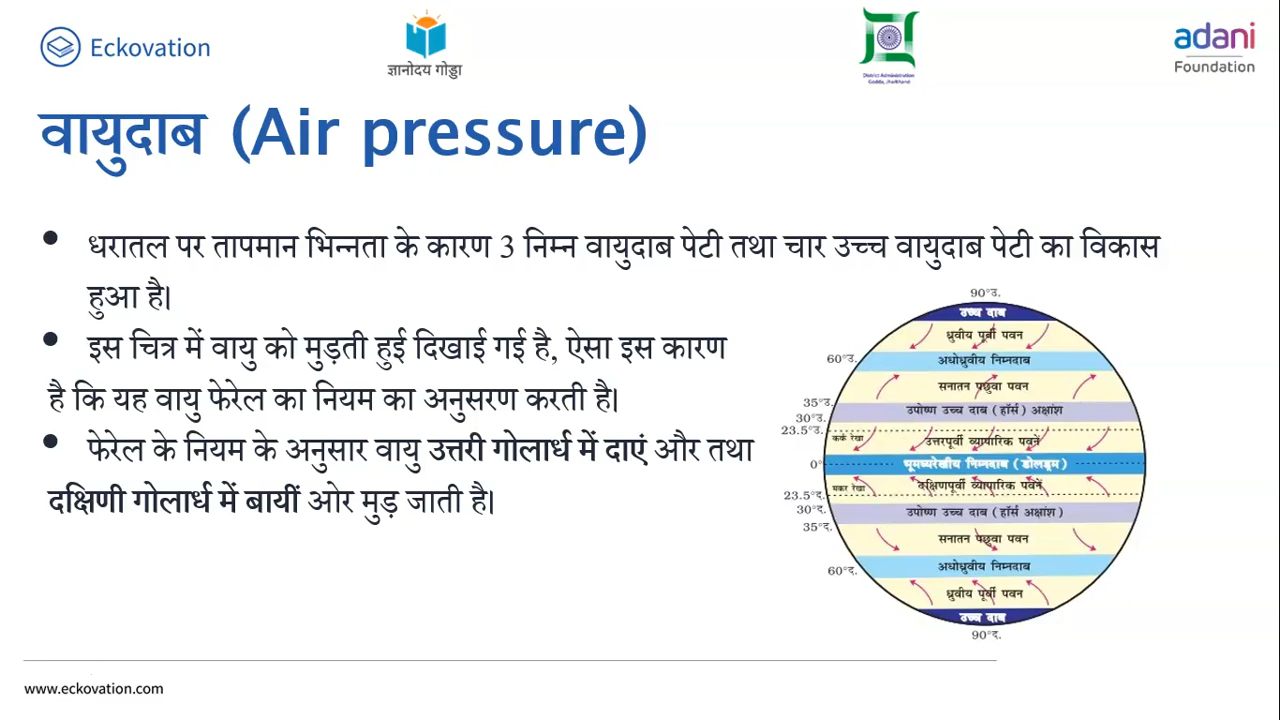 Eckovation
ज्ञानोदय गोड्डा
District Administration
Godda, Jharkhand
adani
Foundation
वायुदाब (Air pressure)
• धरातल पर तापमान भिन्नता के कारण 3 निम्न वायुदाब पेटी तथा चार उच्च वायुदाब पेटी का विकास
हुआ है।
• इस चित्र में वायु को मुड़ती हुई दिखाई गई है, ऐसा इस कारण
है कि यह वायु फेरेल का नियम का अनुसरण करती है।
• फेरेल के नियम के अनुसार वायु उत्तरी गोलार्ध में दाएं और तथा
दक्षिणी गोलार्ध में बायीं ओर मुड़ जाती है।
90°उ.
उच्च दाब
ध्रुवीय पूर्वी पवन
60°उ.
अधोध्रुवीय निम्नदाब
सनातन पछुवा पवन
35°उ.
उपोष्ण उच्च दाब (हॉर्स) अक्षांश
30°उ.
23.5°उ.
कर्क रेखा
उत्तरपूर्वी व्यापारिक पवनें
0°
भूमध्यरेखीय निम्नदाब (डोलड्रम)
मकर रेखा
दक्षिणपूर्वी व्यापारिक पवनें
23.5°द.
30°द.
उपोष्ण उच्च दाब (हॉर्स अक्षांश)
35°द.
सनातन पछुवा पवन
60°द.
अधोध्रुवीय निम्नदाब
ध्रुवीय पूर्वी पवन
उच्च दाब
90°द.
www.eckovation.com